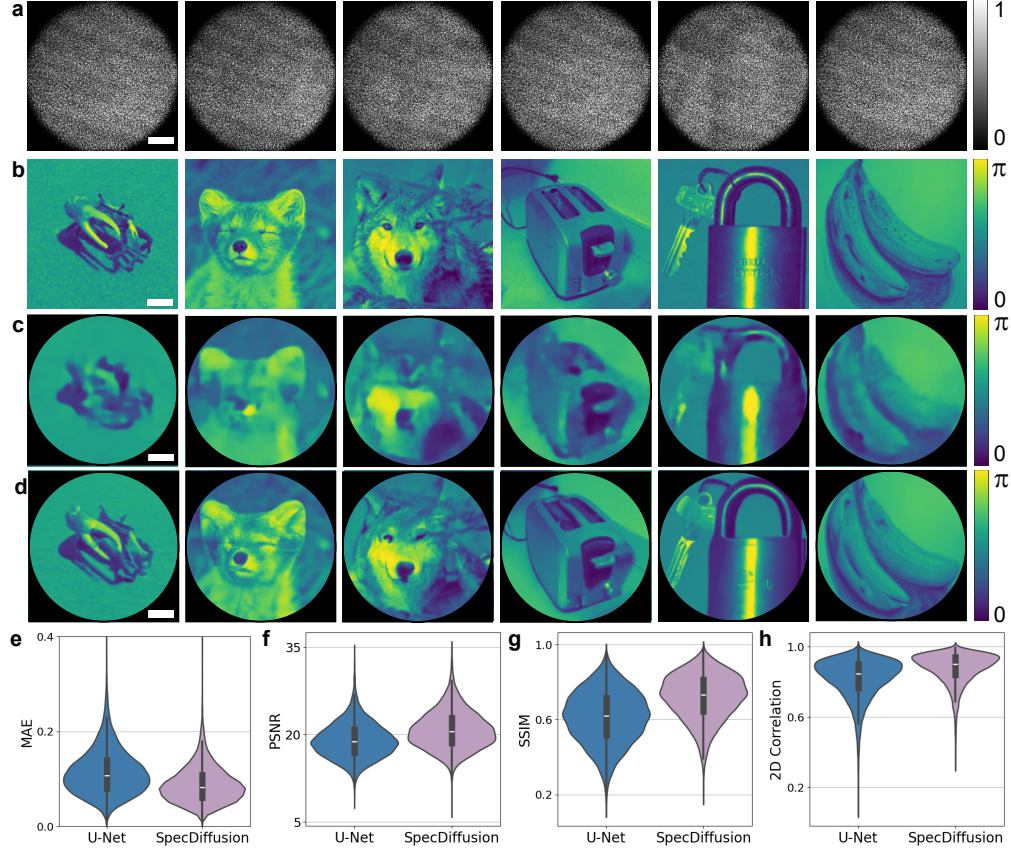 a
1
0
b
π
0
BELL
SYSTEM
c
π
0
d
π
0
e
0.4
0.2
0.0
MAE
U-Net
SpecDiffusion
f
35
20
5
PSNR
U-Net
SpecDiffusion
g
1.0
0.6
0.2
SSIM
U-Net
SpecDiffusion
h
1.0
0.6
0.2
2D Correlation
U-Net
SpecDiffusion